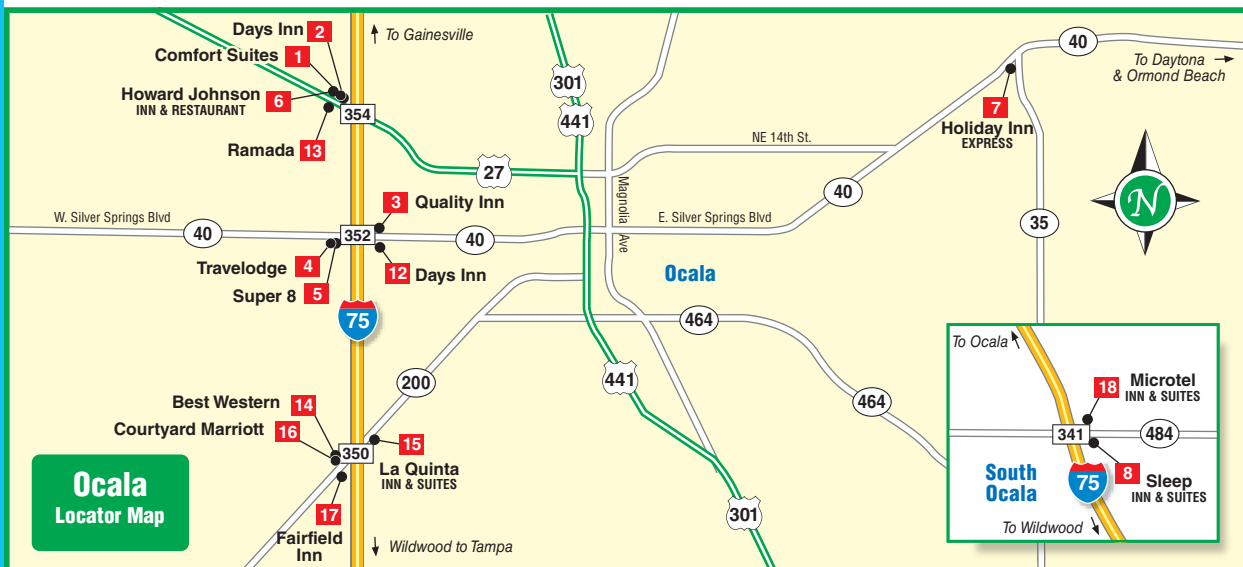 Days Inn 2
To Gainesville
Comfort Suites 1
Howard Johnson 6
INN & RESTAURANT
354
Ramada 13
301
441
27
40
To Daytona
& Ormond Beach
7
Holiday Inn
EXPRESS
NE 14th St.
N
3 Quality Inn
W. Silver Springs Blvd
40
352
40
E. Silver Springs Blvd
40
35
Magnolia Ave
Travelodge 4
12 Days Inn
Super 8 5
Ocala
75
464
441
200
464
Best Western 14
Courtyard Marriott 16
350
15
La Quinta
INN & SUITES
17
Fairfield
Inn
Wildwood to Tampa
301
Ocala
Locator Map
To Ocala
18 Microtel
INN & SUITES
341
484
South
Ocala
75
8 Sleep
INN & SUITES
To Wildwood